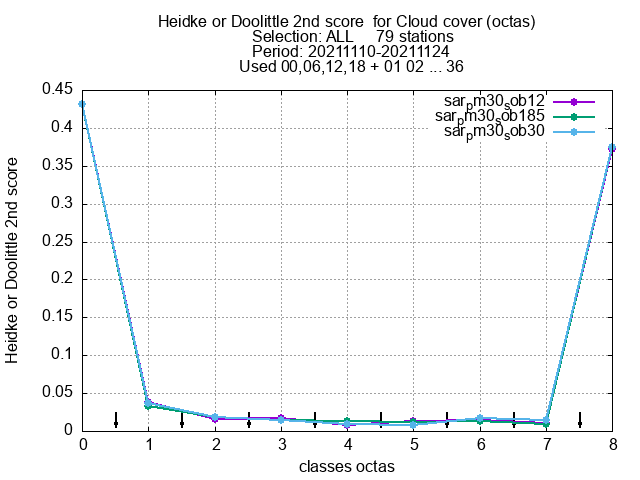 Heidke or Doolittle 2nd score  for Cloud cover (octas)
Selection: ALL     79 stations
Period: 20211110-20211124
Used 00,06,12,18 + 01 02 ... 36
sar_pm30_sob12
sar_pm30_sob185
sar_pm30_sob30
Heidke or Doolittle 2nd score
0.45
0.4
0.35
0.3
0.25
0.2
0.15
0.1
0.05
0
0 1 2 3 4 5 6 7 8
classes octas